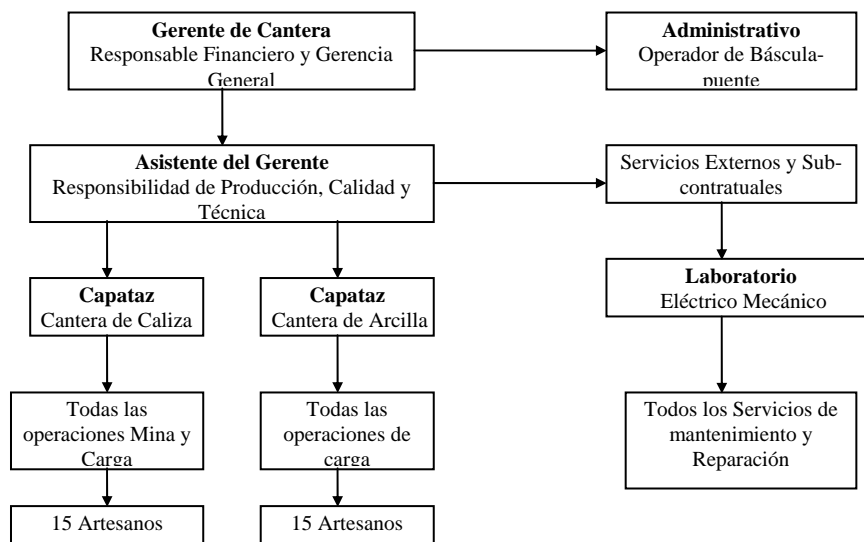 Gerente de Cantera
Responsable Financiero y Gerencia
General
Administrativo
Operador de Báscula-
puente
Asistente del Gerente
Responsibilidad de Producción, Calidad y
Técnica
Servicios Externos y Sub-
contratuales
Capataz
Cantera de Caliza
Capataz
Cantera de Arcilla
Laboratorio
Eléctrico Mecánico
Todas las
operaciones Mina y
Carga
Todas las
operaciones de
carga
Todos los Servicios de
mantenimiento y
Reparación
15 Artesanos
15 Artesanos